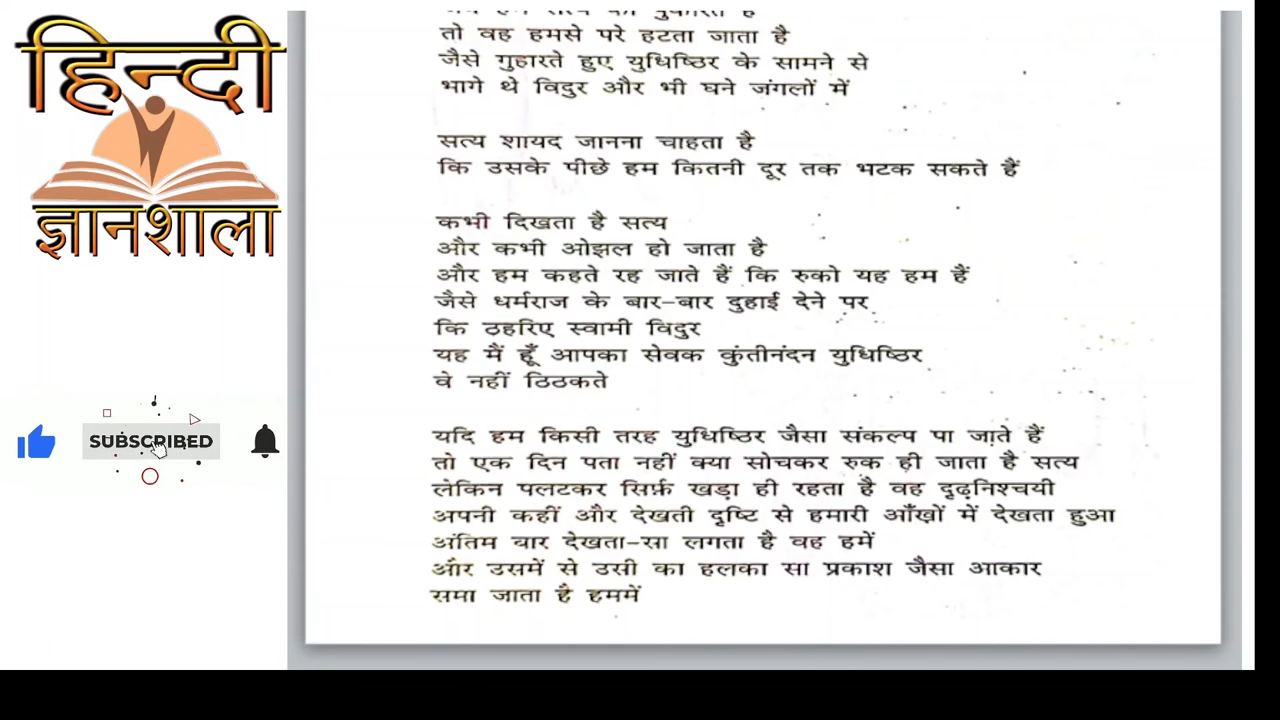 हिन्दी
ज्ञानशाला
SUBSCRIBED
तो वह हमसे परे हटता जाता है
जैसे गुहारते हुए युधिष्ठिर के सामने से
भागे थे विदुर और भी घने जंगलों में
सत्य शायद जानना चाहता है
कि उसके पीछे हम कितनी दूर तक भटक सकते हैं
कभी दिखता है सत्य
और कभी ओझल हो जाता है
और हम कहते रह जाते हैं कि रुको यह हम हैं
जैसे धर्मराज के बार-बार दुहाई देने पर
कि ठहरिए स्वामी विदुर
यह मैं हूँ आपका सेवक कुंतीनंदन युधिष्ठिर
वे नहीं ठिठकते
यदि हम किसी तरह युधिष्ठिर जैसा संकल्प पा जाते हैं
तो एक दिन पता नहीं क्या सोचकर रुक ही जाता है सत्य
लेकिन पलटकर सिर्फ़ खड़ा ही रहता है वह दृढ़निश्चयी
अपनी कहीं और देखती दृष्टि से हमारी आँखों में देखता हुआ
अंतिम बार देखता-सा लगता है वह हमें
और उसमें से उसी का हलका सा प्रकाश जैसा आकार
समा जाता है हममें